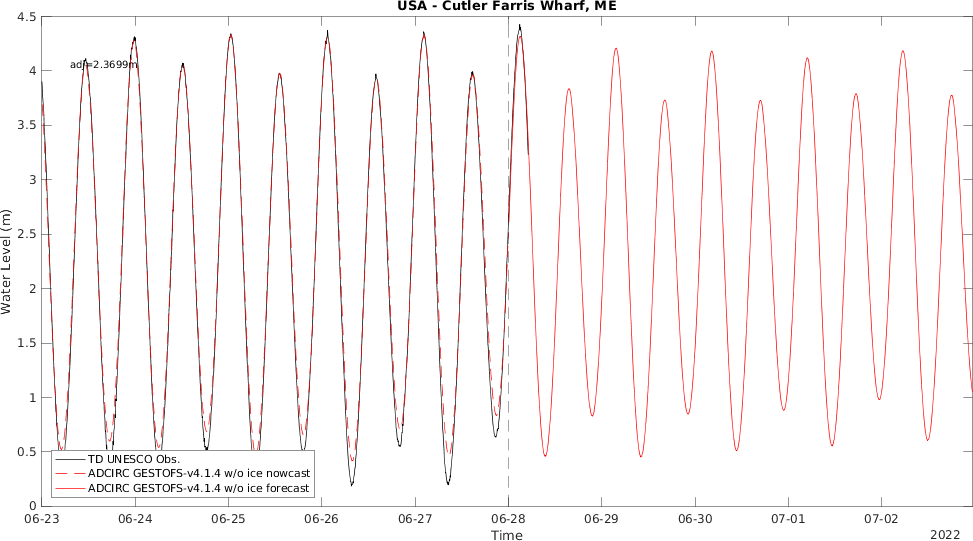 USA - Cutler Farris Wharf, ME
4.5
4
3.5
3
2.5
2
1.5
1
0.5
0
Water Level (m)
adj=2.3699m
TD UNESCO Obs.
ADCIRC GESTOFS-v4.1.4 w/o ice nowcast
ADCIRC GESTOFS-v4.1.4 w/o ice forecast
06-23 06-24 06-25 06-26 06-27 06-28 06-29 06-30 07-01 07-02
Time
2022